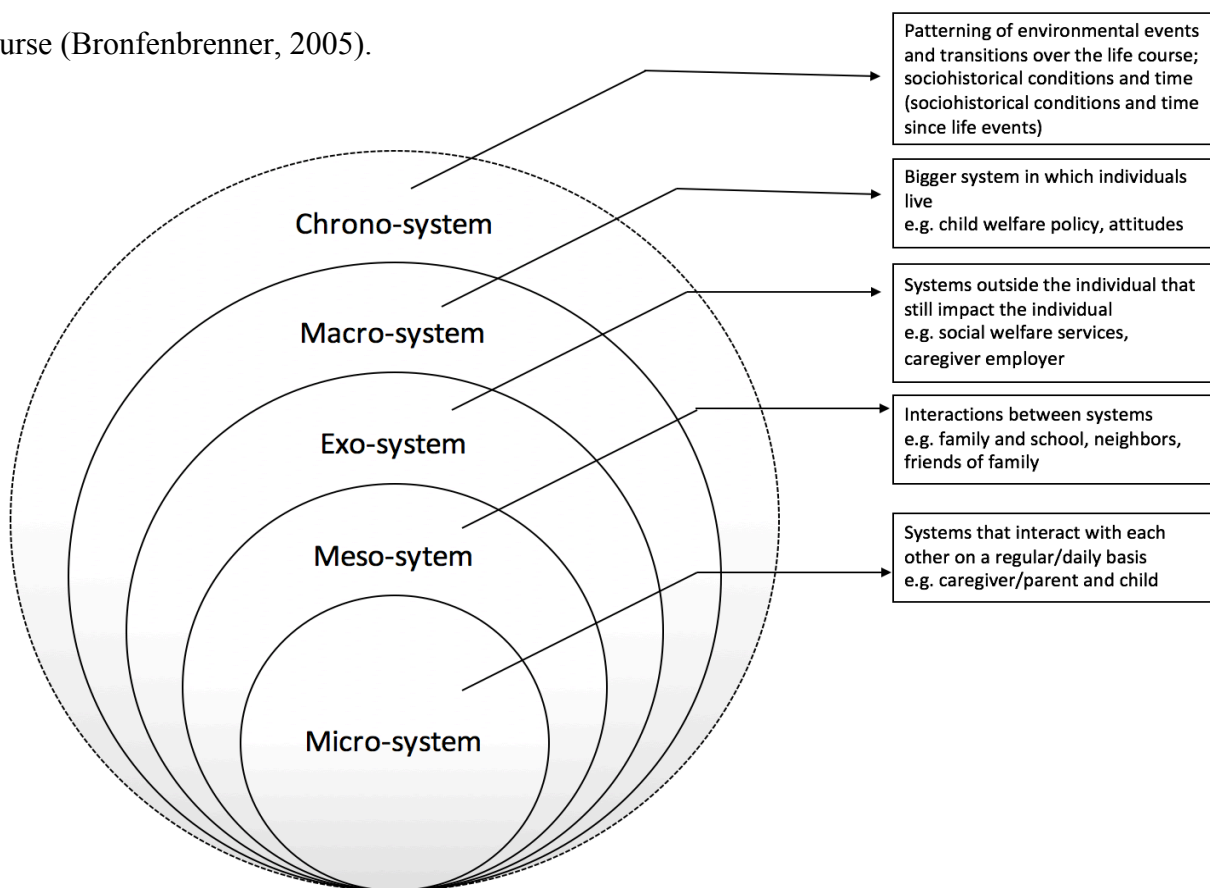 urse (Bronfenbrenner, 2005).
Patterning of environmental events
and transitions over the life course;
sociohistorical conditions and time
(sociohistorical conditions and time
since life events)
Chrono-system
Bigger system in which individuals
live
e.g. child welfare policy, attitudes
Macro-system
Systems outside the individual that
still impact the individual
e.g. social welfare services,
caregiver employer
Exo-system
Interactions between systems
e.g. family and school, neighbors,
friends of family
Meso-sytem
Systems that interact with each
other on a regular/daily basis
e.g. caregiver/parent and child
Micro-system